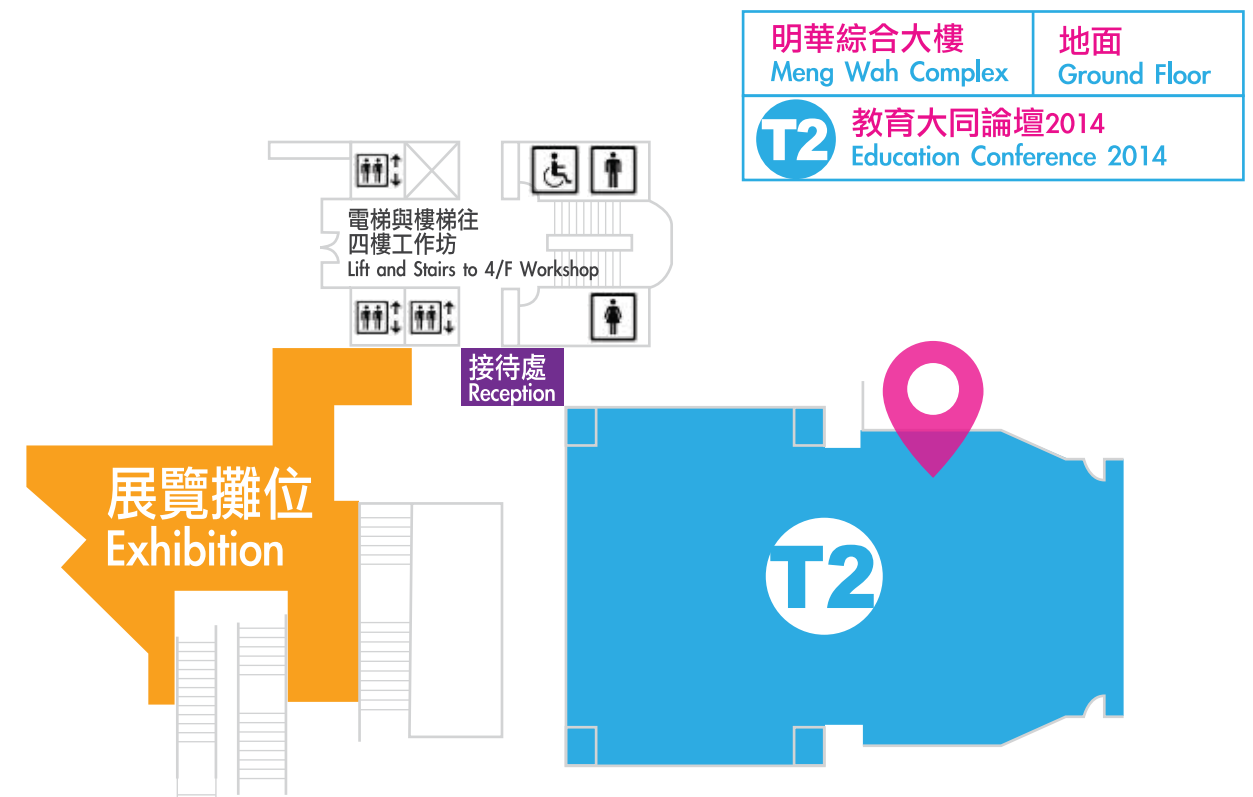 明華綜合大樓
Meng Wah Complex
地面
Ground Floor
T2
教育大同論壇2014
Education Conference 2014
電梯與樓梯往
四樓工作坊
Lift and Stairs to 4/F Workshop
接待處
Reception
展覽攤位
Exhibition
T2